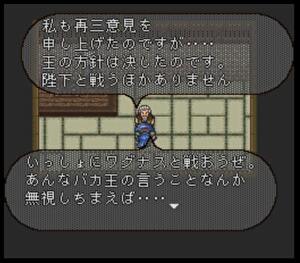 私も再三意見を
申し上げたのですが‥‥
王の方針は決したのです。
陛下と戦うほかありません
いっしょにワグナスと戦おうぜ。
あんなバカ王の言うことなんか
無視しちまえば‥‥